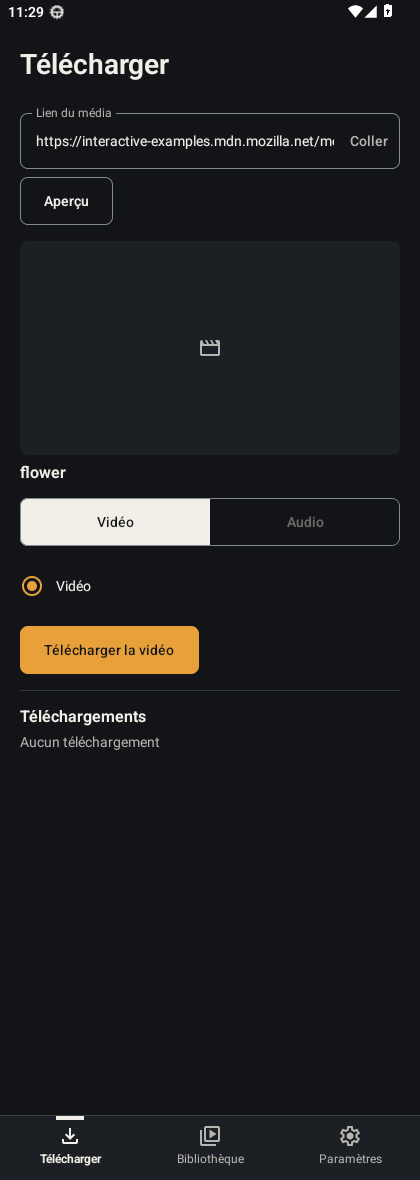 11:29
Télécharger
Lien du média
https://interactive-examples.mdn.mozilla.net/me
Coller
Aperçu
flower
Vidéo
Audio
Vidéo
Télécharger la vidéo
Téléchargements
Aucun téléchargement
Télécharger
Bibliothèque
Paramètres